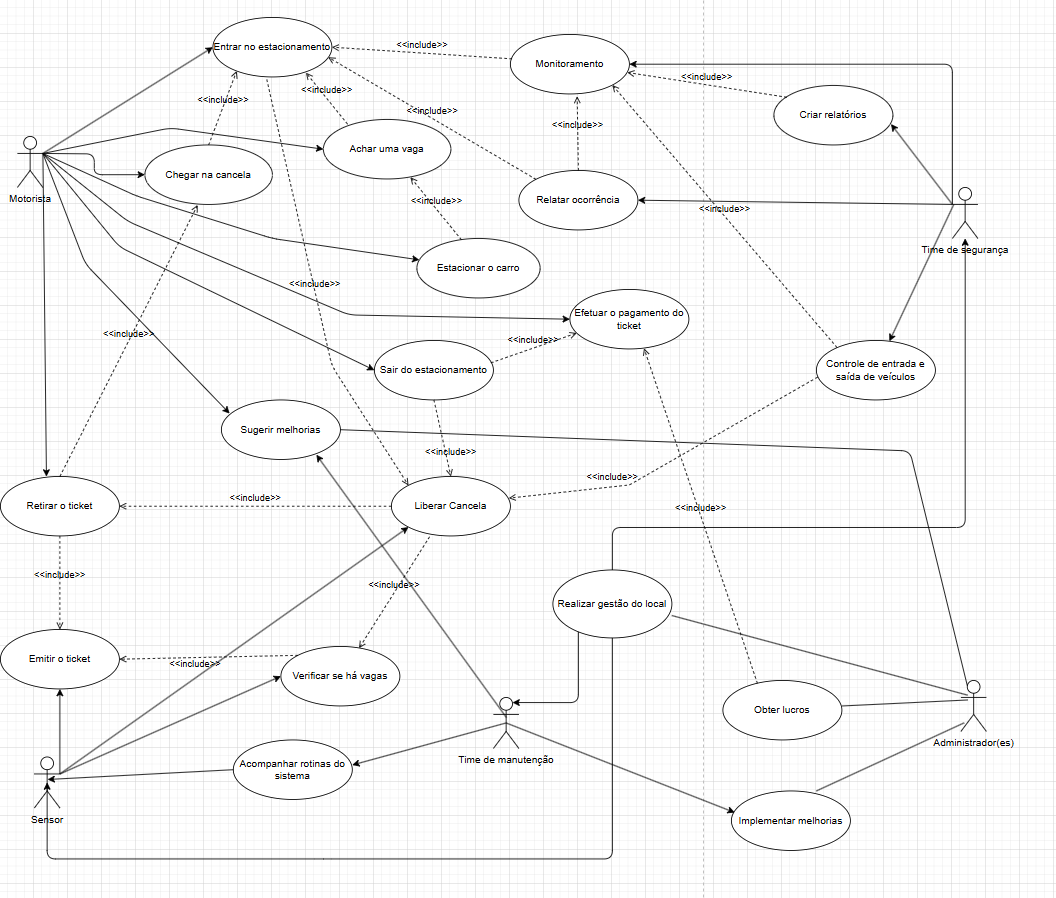 Entrar no estacionamento
<<include>>
Monitoramento
<<include>>
<<include>>
<<include>>
<<include>>
Criar relatórios
<<include>>
Achar uma vaga
Chegar na cancela
Motorista
Relatar ocorrência
<<include>>
<<include>>
Time de segurança
Estacionar o carro
<<include>>
Efetuar o pagamento do
ticket
<<include>>
<<include>>
Sair do estacionamento
Controle de entrada e
saída de veículos
Sugerir melhorias
<<include>>
<<include>>
<<include>>
Retirar o ticket
Liberar Cancela
<<include>>
<<include>>
<<include>>
Realizar gestão do local
Emitir o ticket
<<include>>
Verificar se há vagas
Obter lucros
Administrador(es)
Time de manutenção
Acompanhar rotinas do
sistema
Sensor
Implementar melhorias